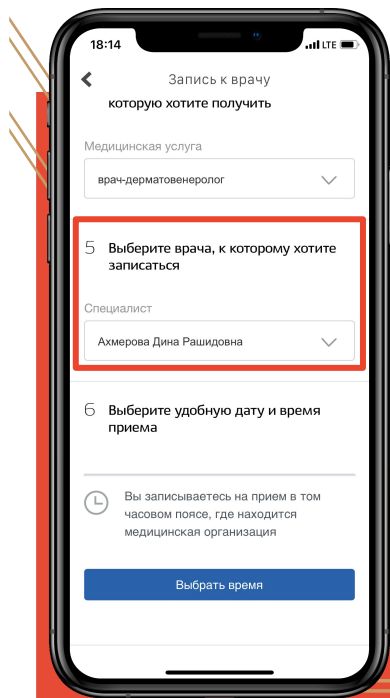 18:14
LTE
Запись к врачу
которую хотите получить
Медицинская услуга
врач-дерматовенеролог
5 Выберите врача, к которому хотите
записаться
Специалист
Ахмерова Дина Рашидовна
6 Выберите удобную дату и время
приема
Вы записываетесь на прием в том
часовом поясе, где находится
медицинская организация
Выбрать время